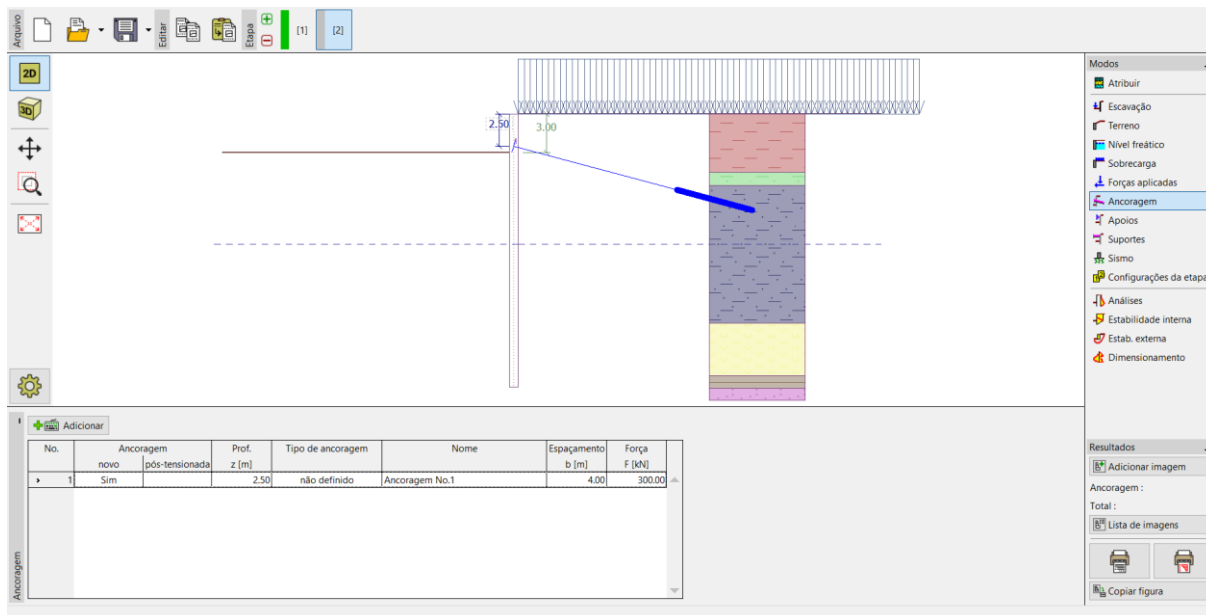 Arquivo
Editar
Etapa
[1]
[2]
2D
3D
2.50
3.00
Modos
Atribuir
Escavação
Terreno
Nível freático
Sobrecarga
Forças aplicadas
Ancoragem
Apoios
Suportes
Sismo
Configurações da etapa
Análises
Estabilidade interna
Estab. externa
Dimensionamento
Adicionar
No. Ancoragem Prof. Tipo de ancoragem Nome Espaçamento Força
novo pós-tensionada z [m] b [m] F [kN]
1 Sim 2.50 não definido Ancoragem No.1 4.00 300.00
Ancoragem
Resultados
Adicionar imagem
Ancoragem :
Total :
Lista de imagens
Copiar figura